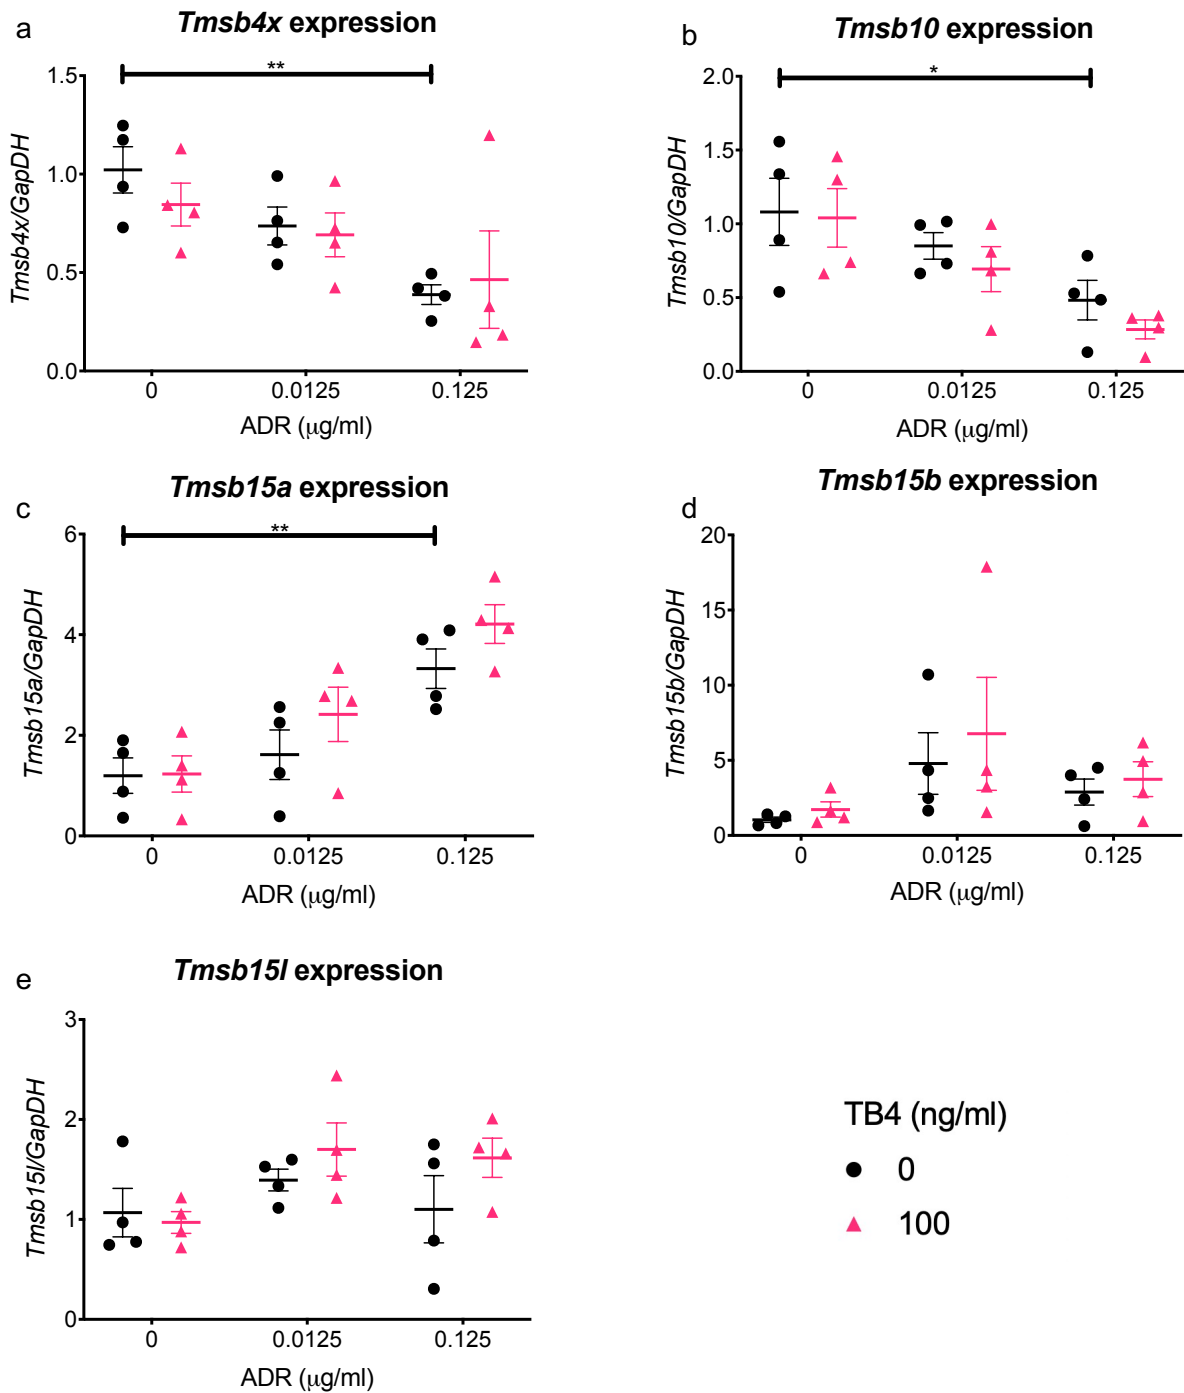 a
Tmsb4x expression
**
Tmsb4x/GapDH
1.5
1.0
0.5
0.0
0 0.0125 0.125
ADR (μg/ml)
b
Tmsb10 expression
*
Tmsb10/GapDH
2.0
1.5
1.0
0.5
0.0
0 0.0125 0.125
ADR (μg/ml)
c
Tmsb15a expression
**
Tmsb15a/GapDH
6
4
2
0
0 0.0125 0.125
ADR (μg/ml)
d
Tmsb15b expression
Tmsb15b/GapDH
20
15
10
5
0
0 0.0125 0.125
ADR (μg/ml)
e
Tmsb15l expression
Tmsb15l/GapDH
3
2
1
0
0 0.0125 0.125
ADR (μg/ml)
TB4 (ng/ml)
0
100